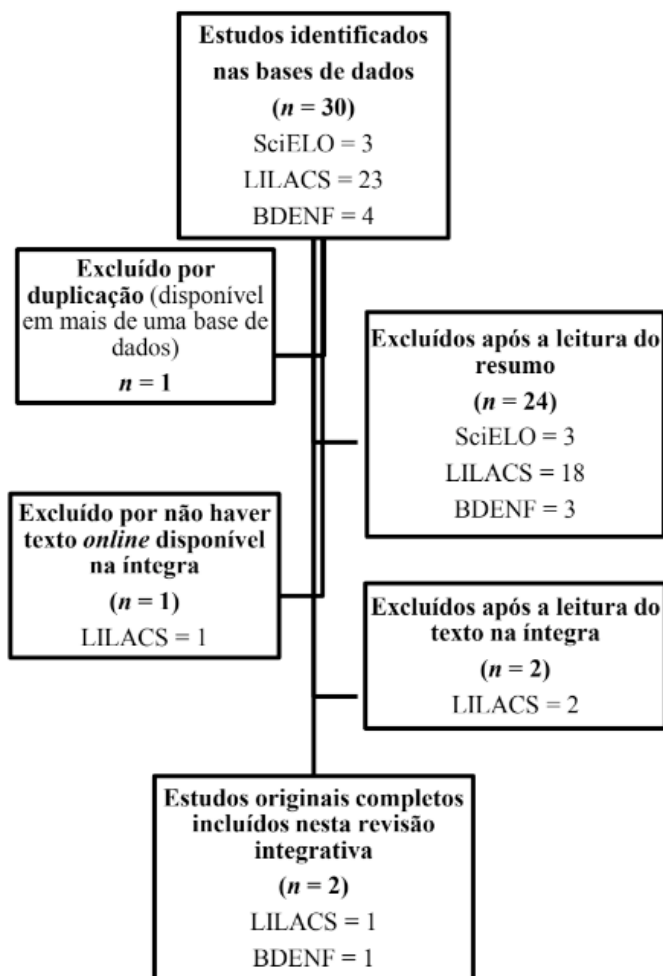 Estudos identificados
nas bases de dados
(n = 30)
SciELO = 3
LILACS = 23
BDENF = 4
Excluído por
duplicação (disponível
em mais de uma base de
dados)
n = 1
Excluídos após a leitura do
resumo
(n = 24)
SciELO = 3
LILACS = 18
BDENF = 3
Excluído por não haver
texto online disponível
na íntegra
(n = 1)
LILACS = 1
Excluídos após a leitura do
texto na íntegra
(n = 2)
LILACS = 2
Estudos originais completos
incluídos nesta revisão
integrativa
(n = 2)
LILACS = 1
BDENF = 1